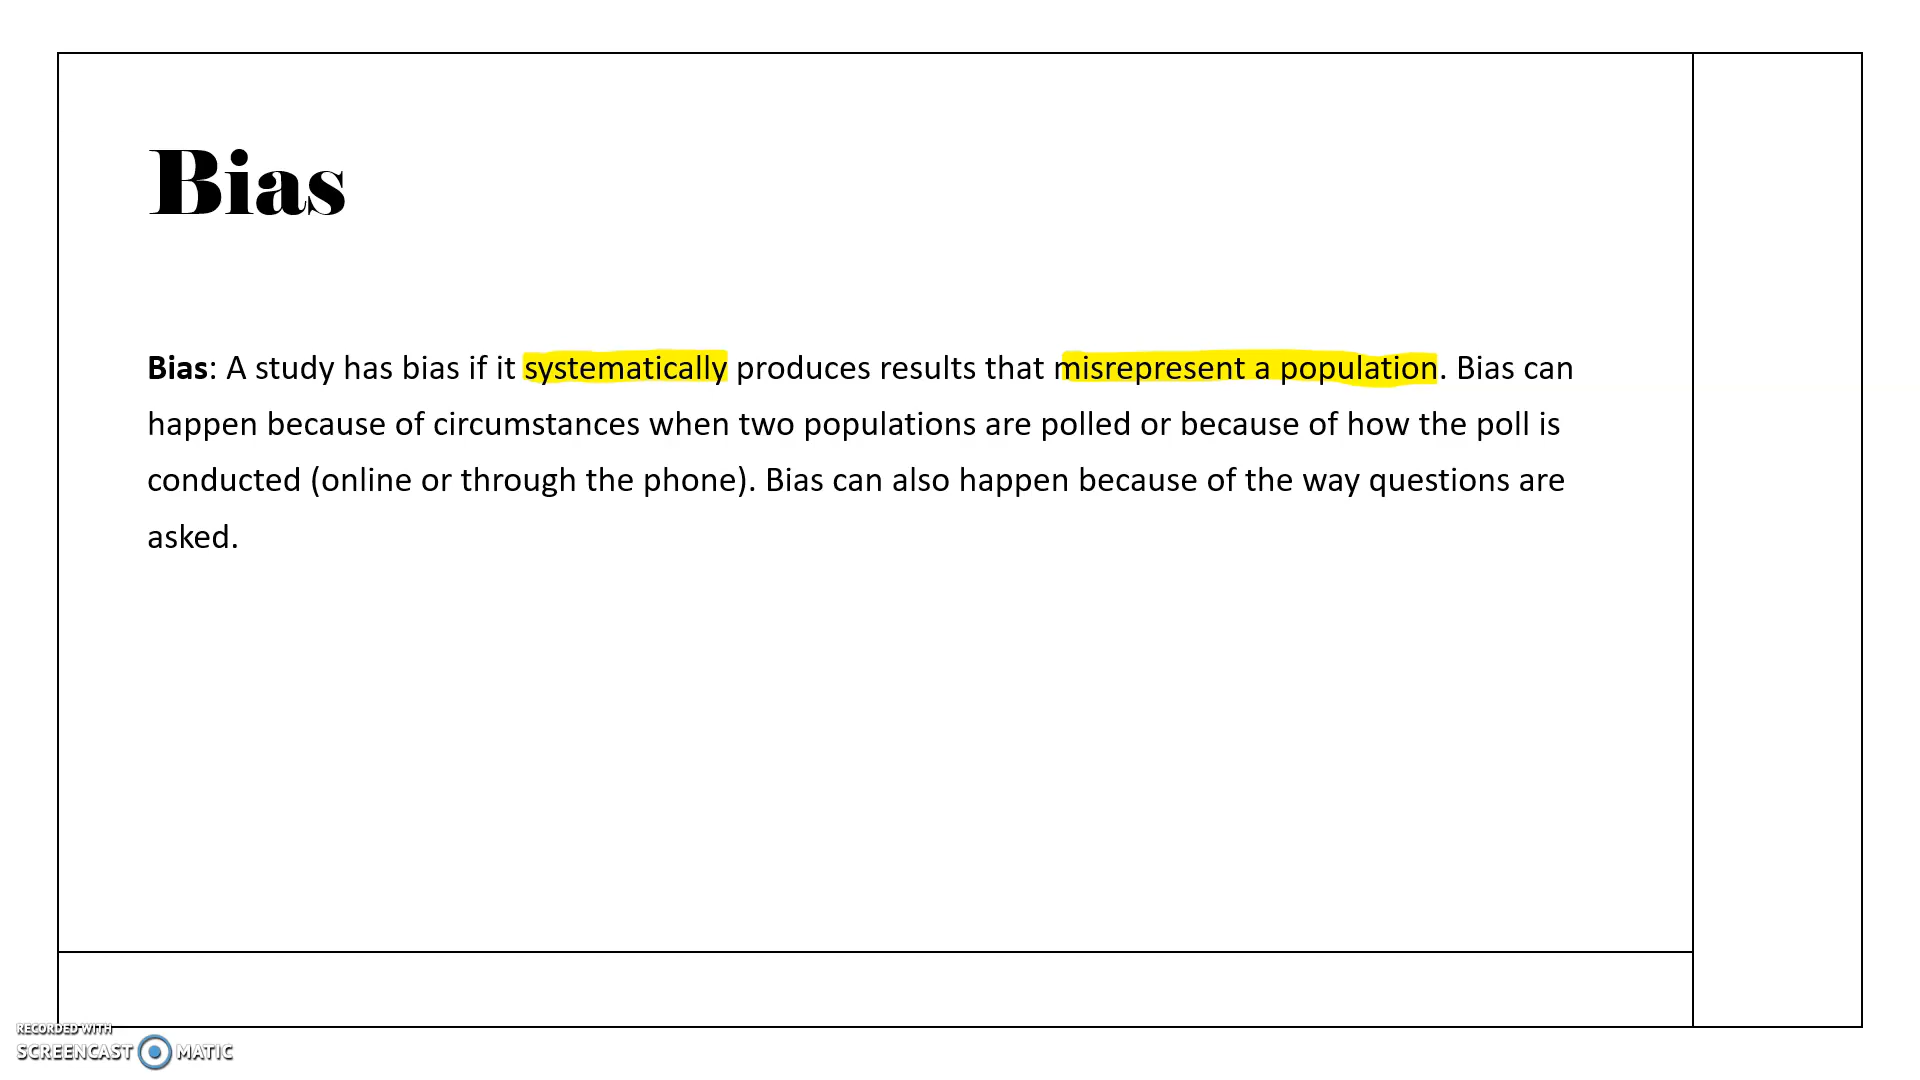 Bias
Bias: A study has bias if it systematically produces results that misrepresent a population. Bias can
happen because of circumstances when two populations are polled or because of how the poll is
conducted (online or through the phone). Bias can also happen because of the way questions are
asked.
RECORDED WITH
SCREENCAST MATIC